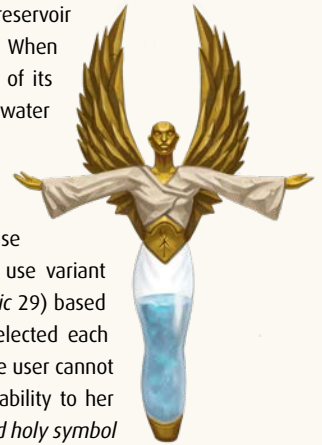 reservoir
When
of its
water
se
use variant
ic 29) based
elected each
e user cannot
ability to her
d holy symbol